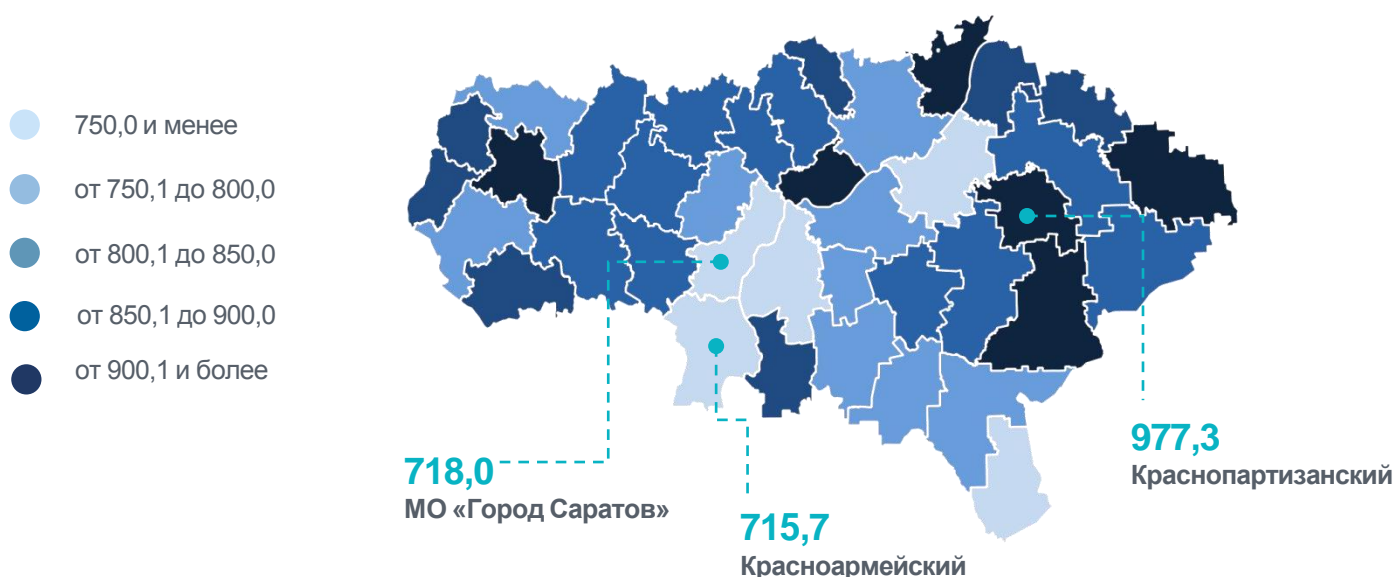 750,0 и менее
от 750,1 до 800,0
от 800,1 до 850,0
от 850,1 до 900,0
от 900,1 и более
718,0
МО «Город Саратов»
715,7
Красноармейский
977,3
Краснопартизанский